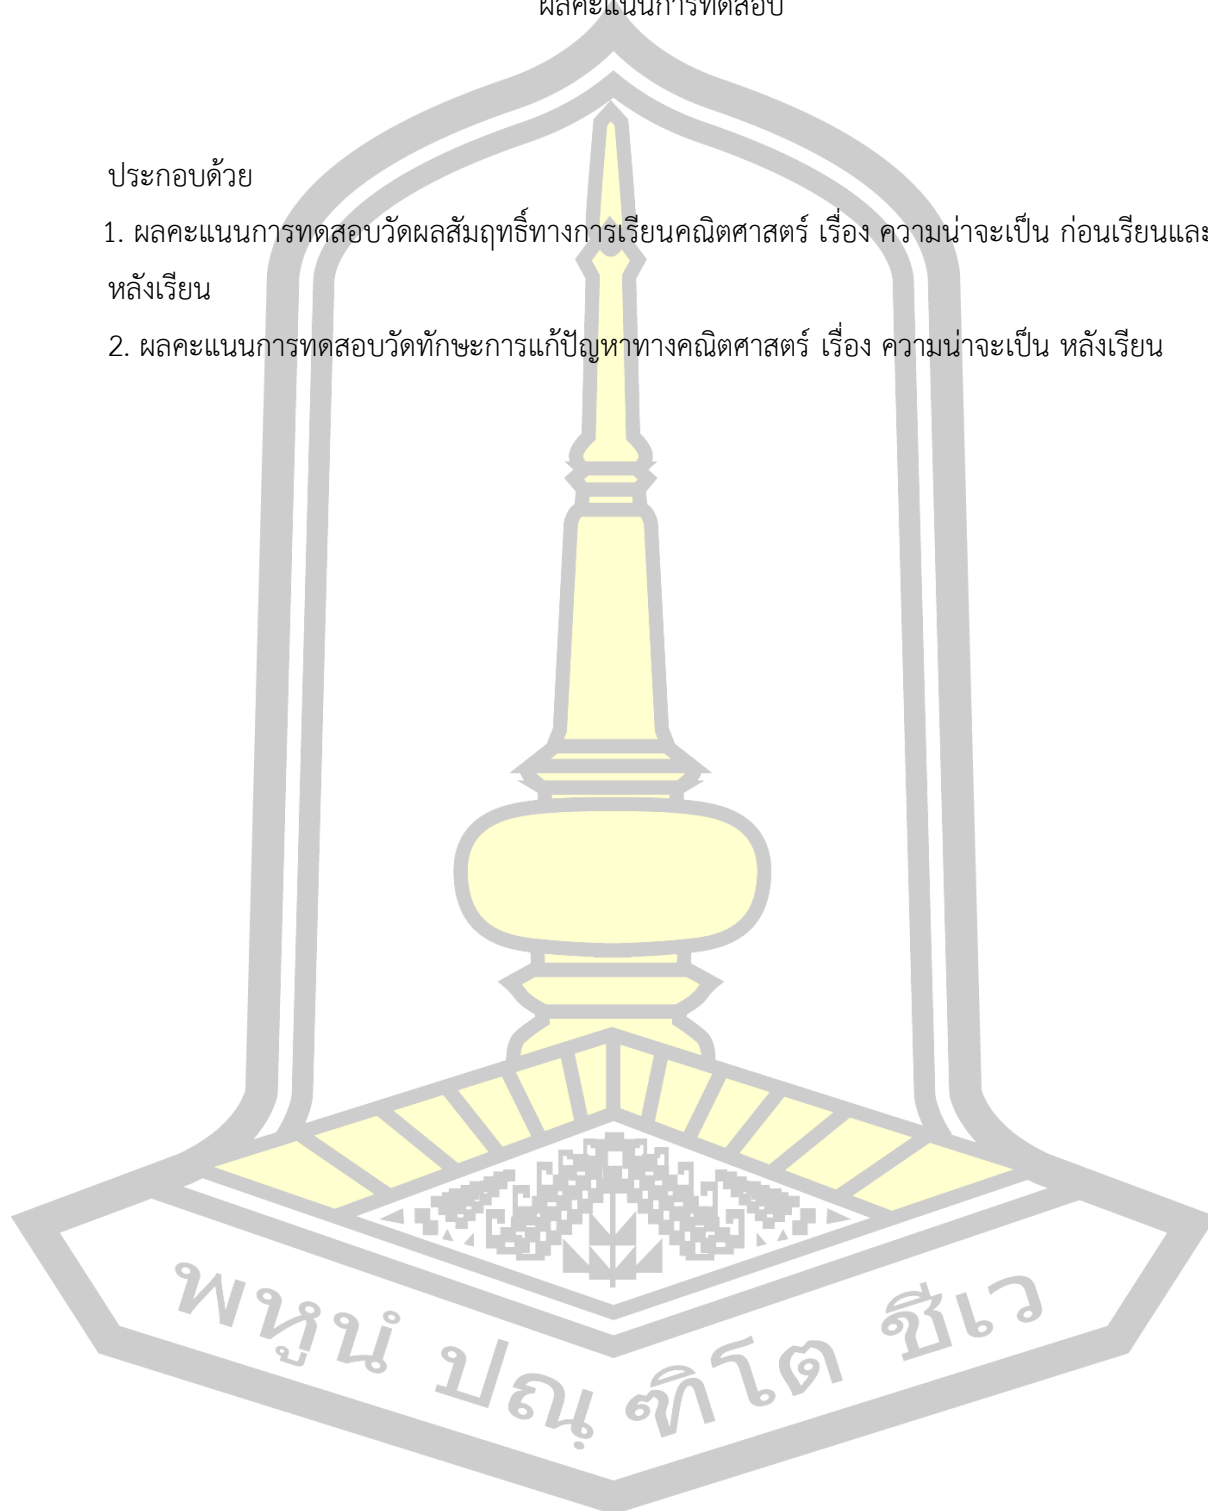 ผลคะแนนการทดสอบ
ประกอบด้วย
1. ผลคะแนนการทดสอบวัดผลสัมฤทธิ์ทางการเรียนคณิตศาสตร์ เรื่อง ความน่าจะเป็น ก่อนเรียนและ
หลังเรียน
2. ผลคะแนนการทดสอบวัดทักษะการแก้ปัญหาทางคณิตศาสตร์ เรื่อง ความน่าจะเป็น หลังเรียน
พหูนํ ปณฺฑิโต ชีเว